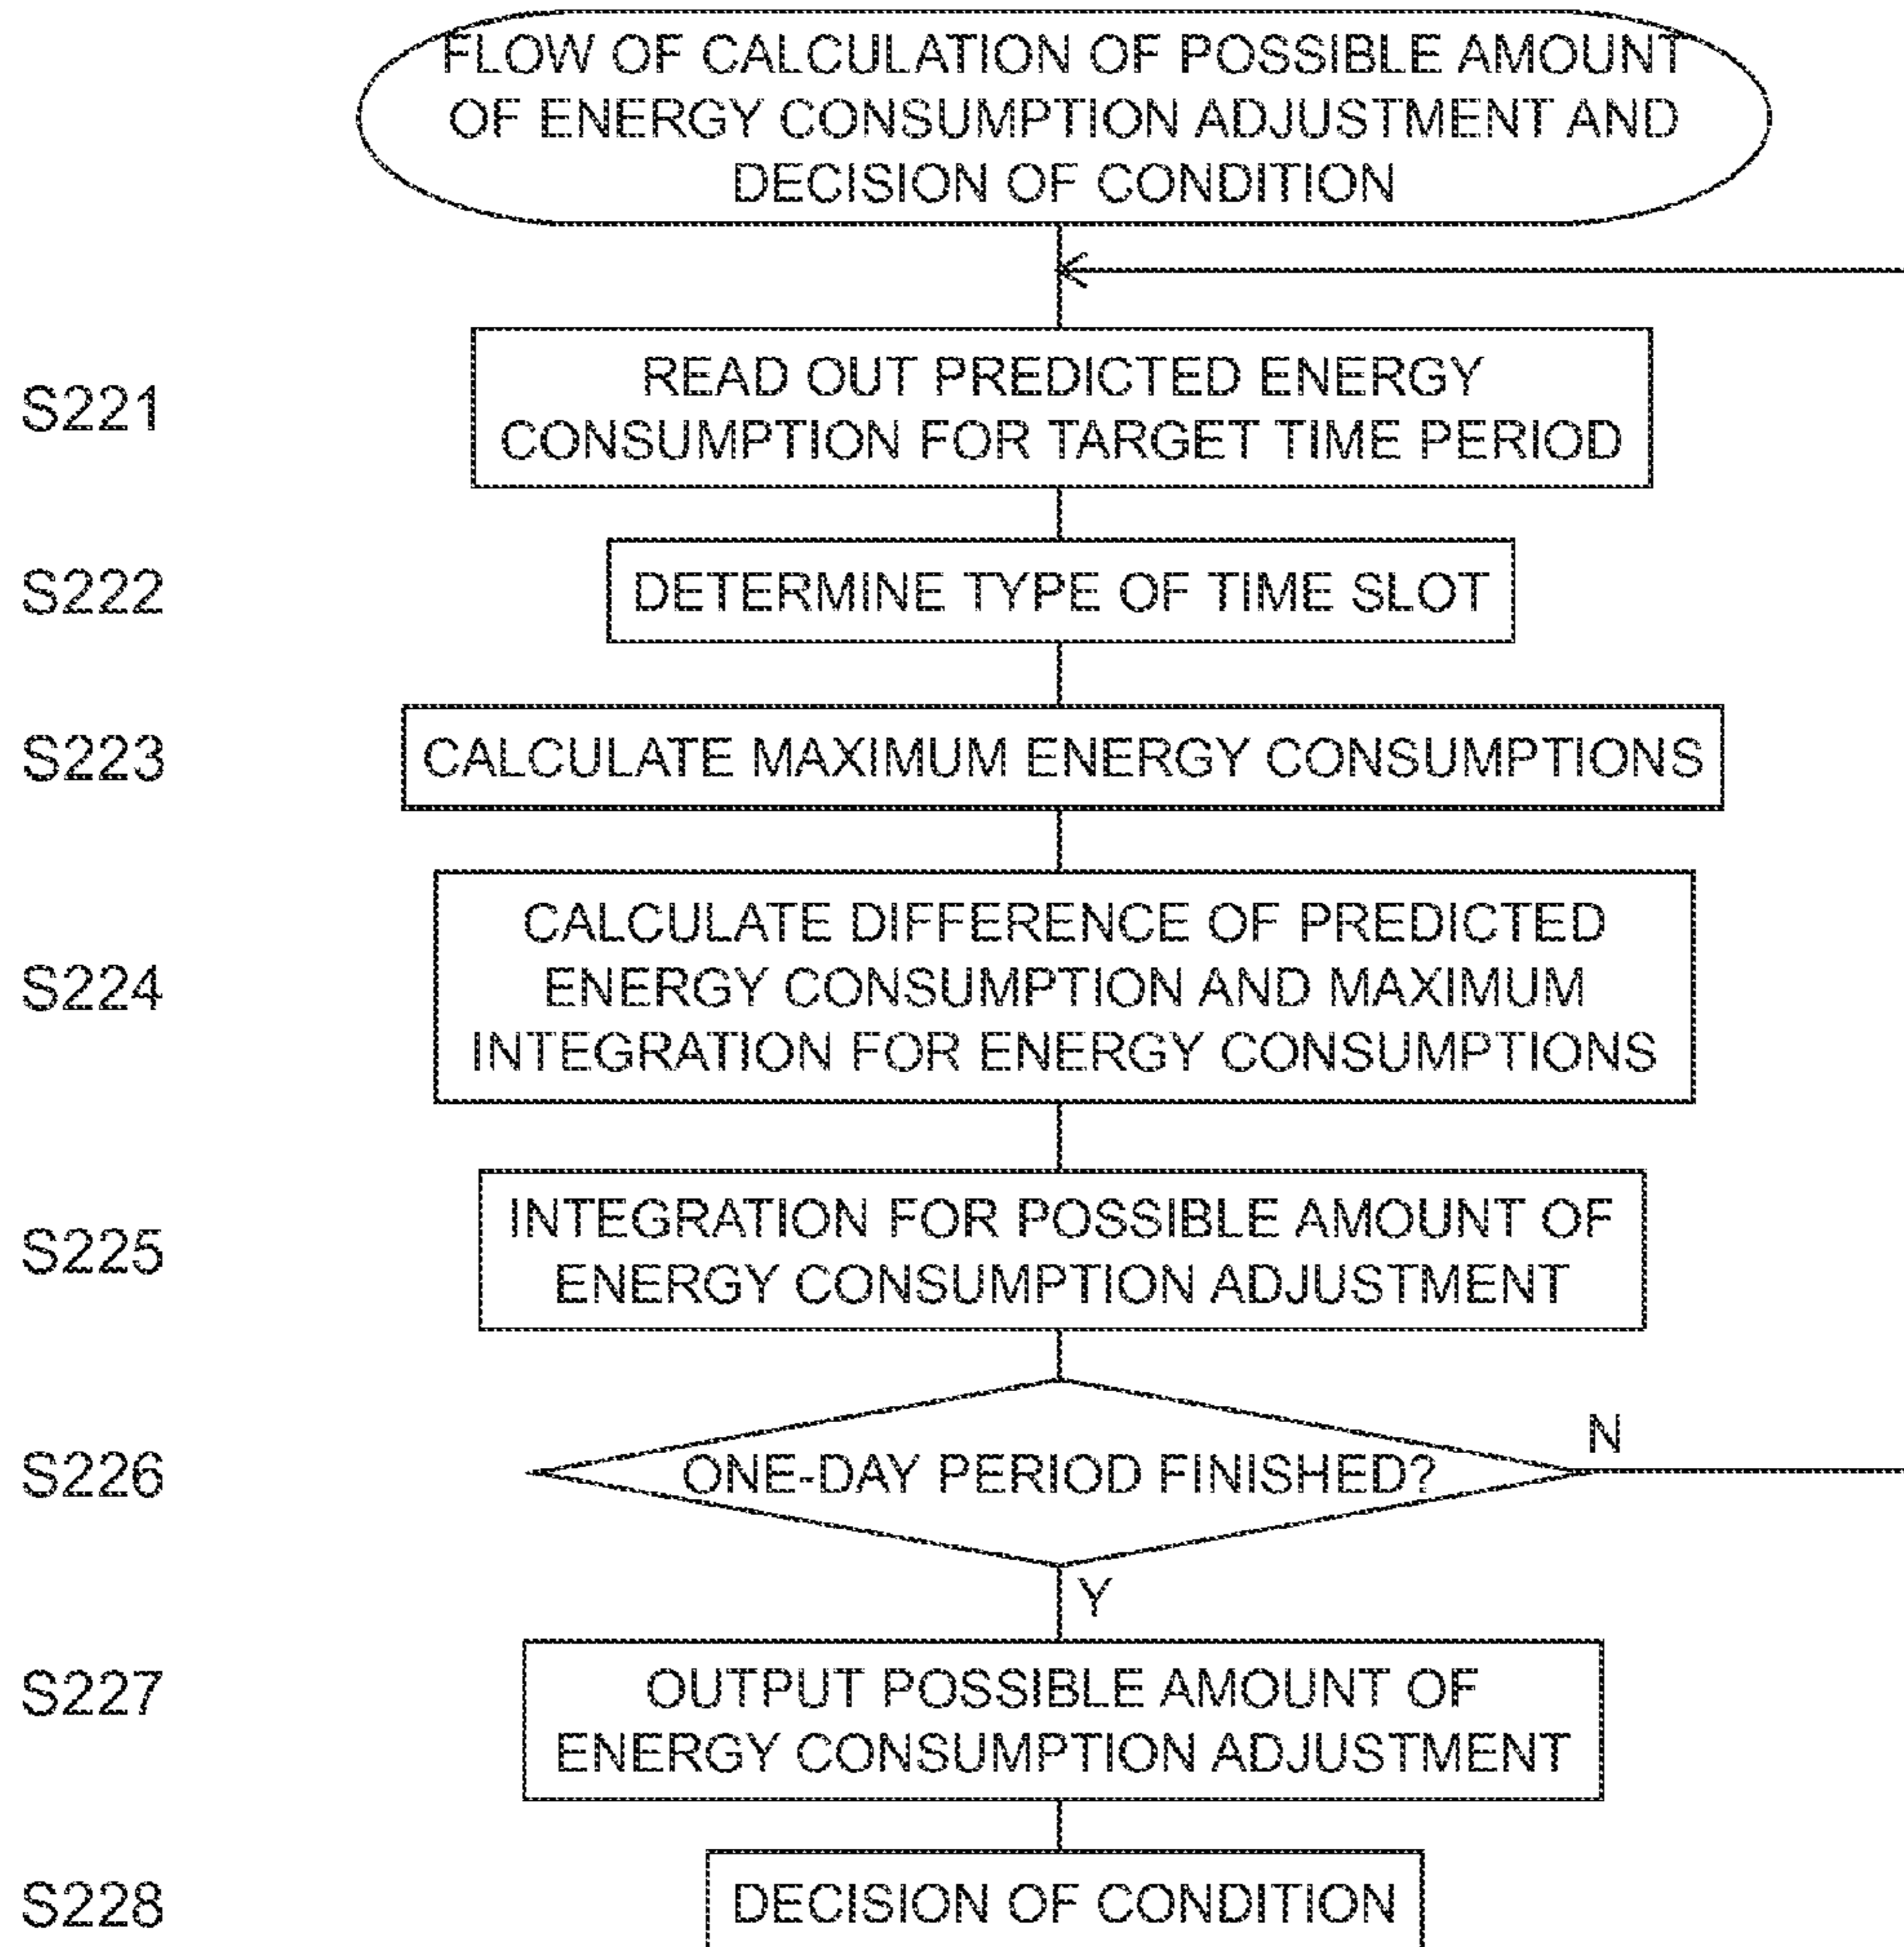 FLOW OF CALCULATION OF POSSIBLE AMOUNT
OF ENERGY CONSUMPTION ADJUSTMENT AND
DECISION OF CONDITION
S221
READ OUT PREDICTED ENERGY
CONSUMPTION FOR TARGET TIME PERIOD
S222
DETERMINE TYPE OF TIME SLOT
S223
CALCULATE MAXIMUM ENERGY CONSUMPTIONS
S224
CALCULATE DIFFERENCE OF PREDICTED
ENERGY CONSUMPTION AND MAXIMUM
INTEGRATION FOR ENERGY CONSUMPTIONS
S225
INTEGRATION FOR POSSIBLE AMOUNT OF
ENERGY CONSUMPTION ADJUSTMENT
S226
ONE-DAY PERIOD FINISHED?
N
Y
S227
OUTPUT POSSIBLE AMOUNT OF
ENERGY CONSUMPTION ADJUSTMENT
S228
DECISION OF CONDITION